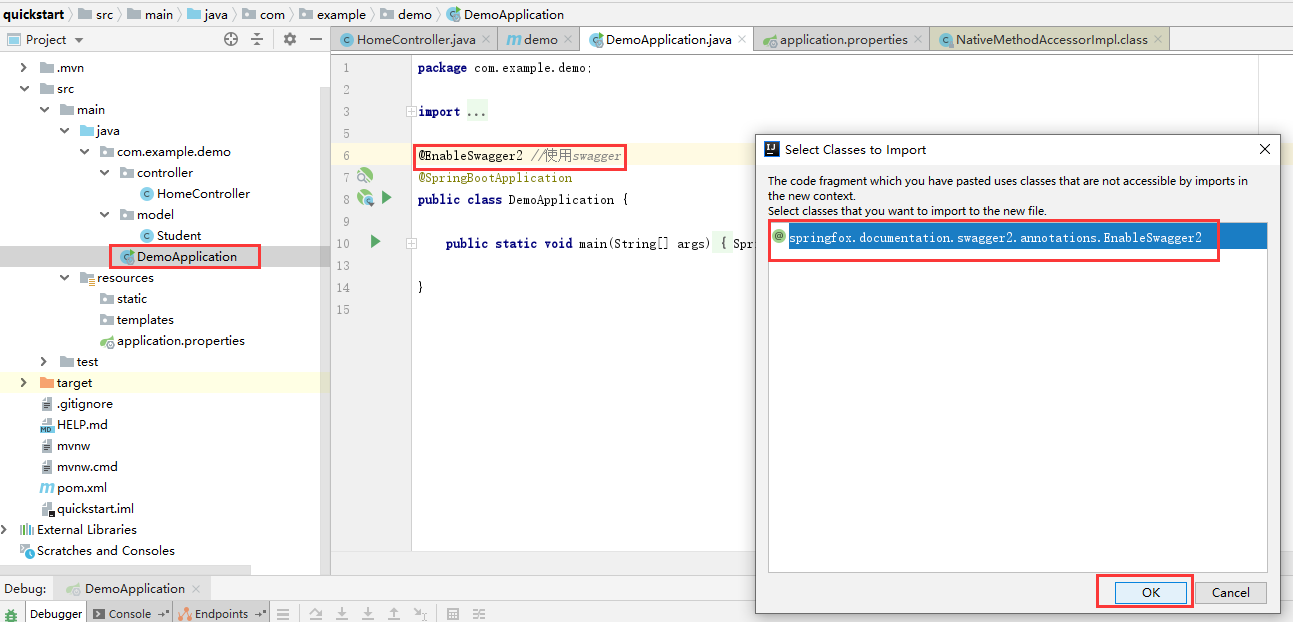 quickstart src main java com example demo DemoApplication
Project
HomeController.java demo DemoApplication.java application.properties NativeMethodAccessorImpl.class
.mvn
src
main
java
com.example.demo
controller
HomeController
model
Student
DemoApplication
resources
static
templates
application.properties
test
target
.gitignore
HELP.md
mvnw
mvnw.cmd
pom.xml
quickstart.iml
External Libraries
Scratches and Consoles
1 package com.example.demo;
2
3 import ...
5
6 @EnableSwagger2 //使用swagger
7 @SpringBootApplication
8 public class DemoApplication {
9
10 public static void main(String[] args) { Spr
13
14 }
15
Select Classes to Import
The code fragment which you have pasted uses classes that are not accessible by imports in
the new context.
Select classes that you want to import to the new file.
springfox.documentation.swagger2.annotations.EnableSwagger2
OK Cancel
Debug: DemoApplication
Debugger Console Endpoints